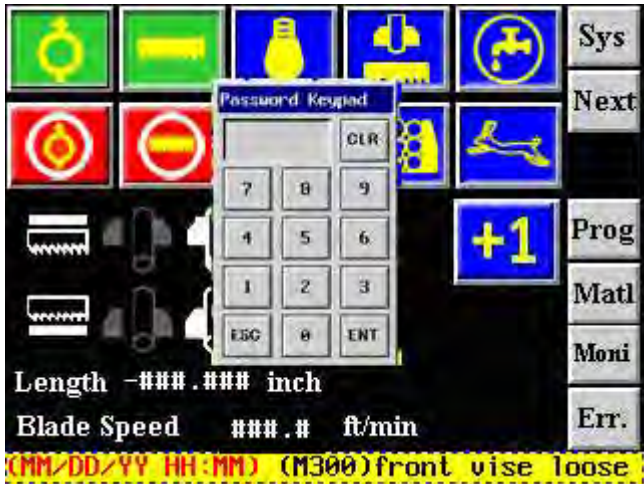 Sys
Next
Password Keypad
CLR
7 8 9
4 5 6
+1
Prog
1 2 3
Matl
ESC 0 ENT
Moni
Length -###.### inch
Blade Speed ###.# ft/min
Err.
(MM/DD/YY HH:MM) (M300)front vise loose